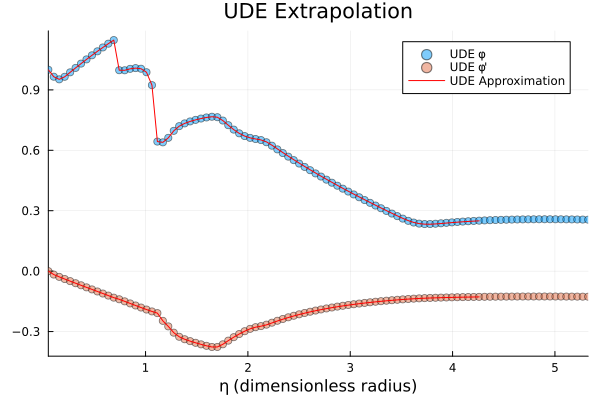 UDE Extrapolation
UDE φ
UDE φ'
UDE Approximation
0.9
0.6
0.3
0.0
−0.3
1
2
3
4
5
η (dimensionless radius)